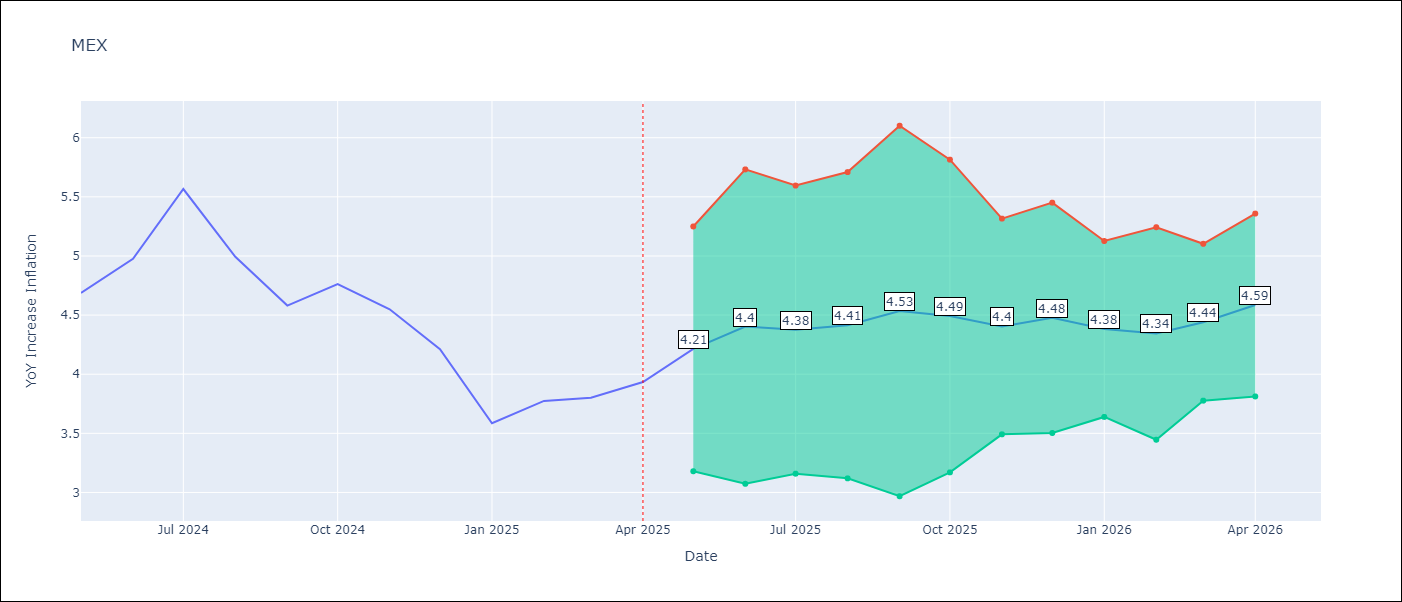 MEX
YoY Increase Inflation
6
5.5
5
4.5
4
3.5
3
4.21
4.4
4.38
4.41
4.53
4.49
4.4
4.48
4.38
4.34
4.44
4.59
Jul 2024
Oct 2024
Jan 2025
Apr 2025
Jul 2025
Oct 2025
Jan 2026
Apr 2026
Date